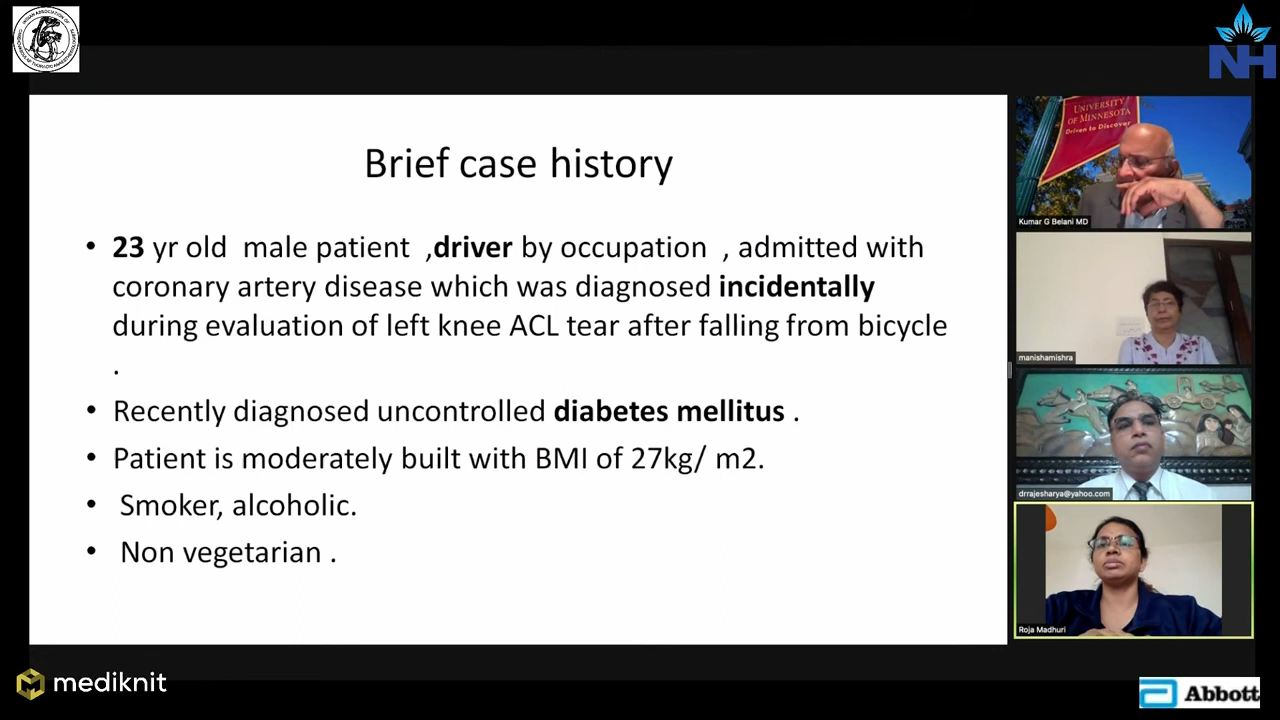 NH
UNIVERSITY
OF MINNESOTA
Driven to Discover
Kumar G Belani MD
Brief case history
• 23 yr old  male patient  ,driver by occupation  , admitted with
coronary artery disease which was diagnosed incidentally
during evaluation of left knee ACL tear after falling from bicycle
.
• Recently diagnosed uncontrolled diabetes mellitus .
• Patient is moderately built with BMI of 27kg/ m2.
• Smoker, alcoholic.
• Non vegetarian .
manishamishra
drrajesharya@yahoo.com
Roja Madhuri
mediknit
Abbott